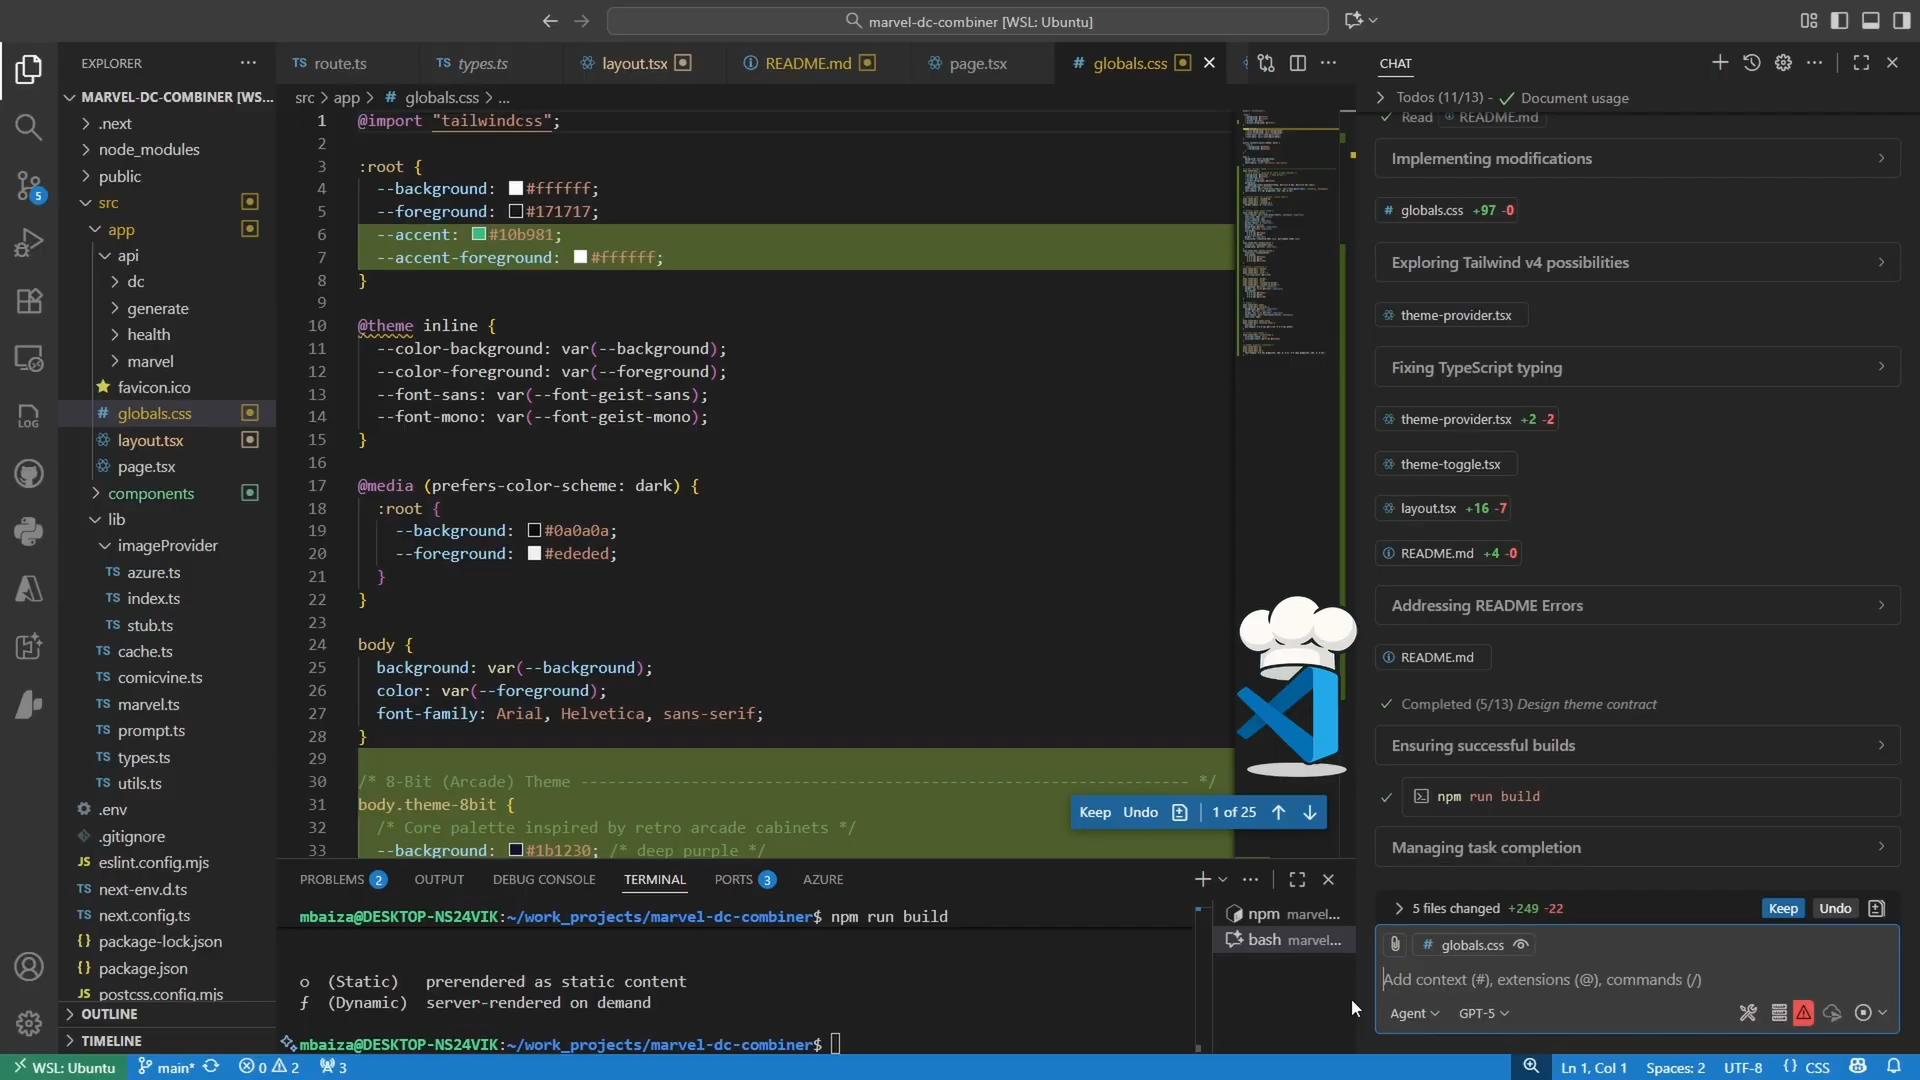 marvel-dc-combiner [WSL: Ubuntu]
EXPLORER
MARVEL-DC-COMBINER [WS...
.next
node_modules
public
src
app
api
dc
generate
health
marvel
favicon.ico
# globals.css
layout.tsx
page.tsx
components
lib
imageProvider
TS azure.ts
TS index.ts
TS stub.ts
TS cache.ts
TS comicvine.ts
TS marvel.ts
TS prompt.ts
TS types.ts
TS utils.ts
.env
.gitignore
JS eslint.config.mjs
TS next-env.d.ts
TS next.config.ts
{} package-lock.json
{} package.json
JS postcss.config.mjs
OUTLINE
TIMELINE
5
LOG
TS route.ts
TS types.ts
layout.tsx
README.md
page.tsx
# globals.css
src > app > # globals.css > ...
1 @import "tailwindcss";
2
3 :root {
4 --background: #ffffff;
5 --foreground: #171717;
6 --accent: #10b981;
7 --accent-foreground: #ffffff;
8 }
9
10 @theme inline {
11 --color-background: var(--background);
12 --color-foreground: var(--foreground);
13 --font-sans: var(--font-geist-sans);
14 --font-mono: var(--font-geist-mono);
15 }
16
17 @media (prefers-color-scheme: dark) {
18 :root {
19 --background: #0a0a0a;
20 --foreground: #ededed;
21 }
22 }
23
24 body {
25 background: var(--background);
26 color: var(--foreground);
27 font-family: Arial, Helvetica, sans-serif;
28 }
29
30 /* 8-Bit (Arcade) Theme ------------------------------------------------------------------ */
31 body.theme-8bit {
32 /* Core palette inspired by retro arcade cabinets */
33 --background: #1b1230; /* deep purple */
Keep Undo 1 of 25
PROBLEMS 2 OUTPUT DEBUG CONSOLE TERMINAL PORTS 3 AZURE
mbaiza@DESKTOP-NS24VIK:~/work_projects/marvel-dc-combiner$ npm run build
o (Static) prerendered as static content
ƒ (Dynamic) server-rendered on demand
mbaiza@DESKTOP-NS24VIK:~/work_projects/marvel-dc-combiner$
npm marvel...
bash marvel...
CHAT
Todos (11/13) - Document usage
Read README.md
Implementing modifications
# globals.css +97 -0
Exploring Tailwind v4 possibilities
theme-provider.tsx
Fixing TypeScript typing
theme-provider.tsx +2 -2
theme-toggle.tsx
layout.tsx +16 -7
README.md +4 -0
Addressing README Errors
README.md
Completed (5/13) Design theme contract
Ensuring successful builds
npm run build
Managing task completion
5 files changed +249 -22 Keep Undo
# globals.css
Add context (#), extensions (@), commands (/)
Agent GPT-5
WSL: Ubuntu main* 0 2 3 Ln 1, Col 1 Spaces: 2 UTF-8 {} CSS